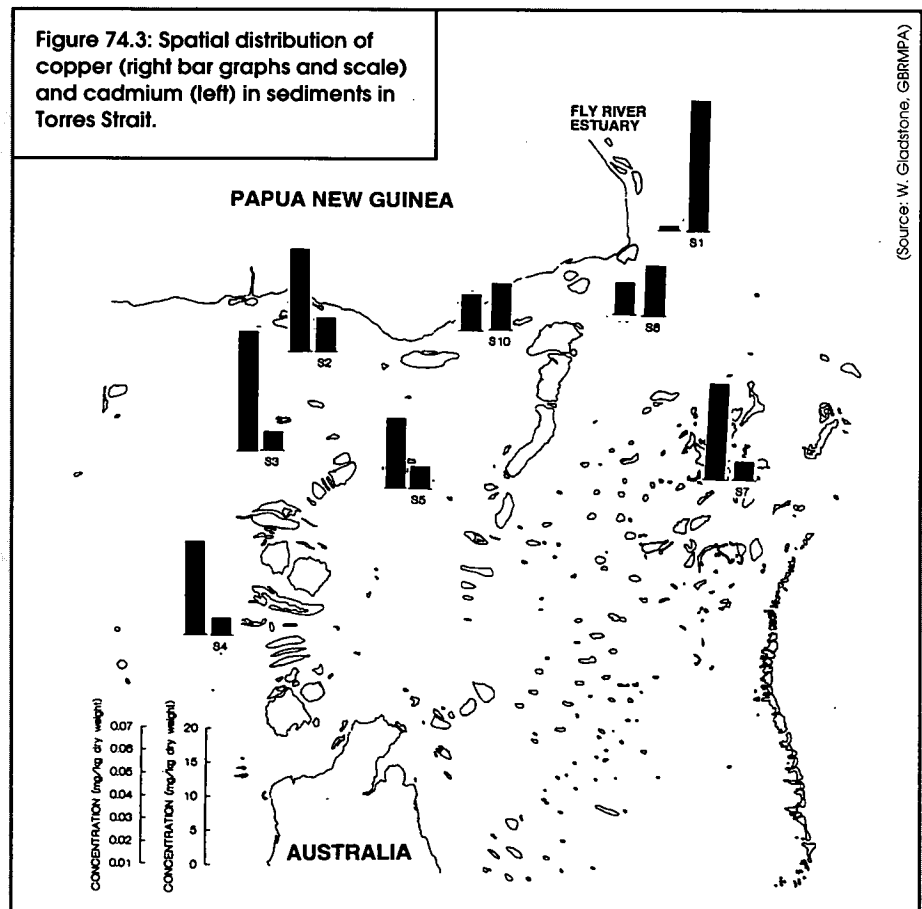 Figure 74.3: Spatial distribution of
copper (right bar graphs and scale)
and cadmium (left) in sediments in
Torres Strait.
(Source: W. Gladstone, GBRMPA)
FLY RIVER
ESTUARY
PAPUA NEW GUINEA
S1
S2
S10
S8
S3
S5
S7
S4
CONCENTRATION (mg/kg dry weight)
0.07
0.06
0.05
0.04
0.03
0.02
0.01
CONCENTRATION (mg/kg dry weight)
20
15
10
5
0
AUSTRALIA